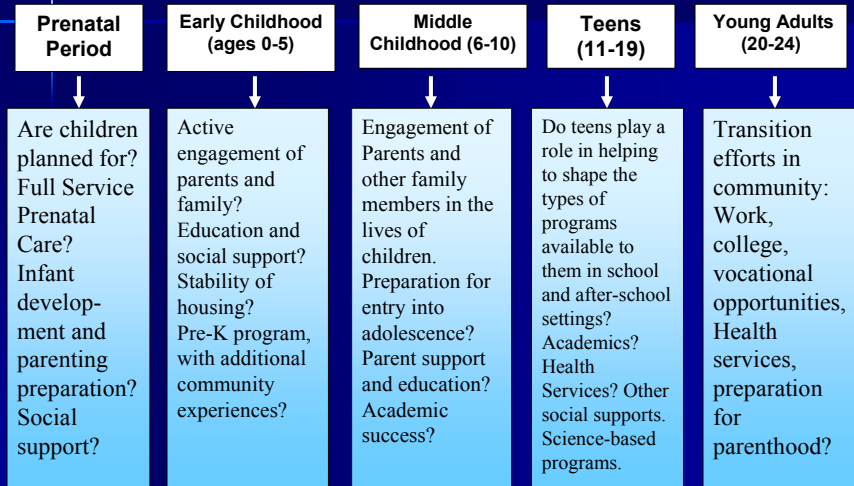 Prenatal
Period
Are children
planned for?
Full Service
Prenatal
Care?
Infant
develop-
ment and
parenting
preparation?
Social
support?
Early Childhood
(ages 0-5)
Active
engagement of
parents and
family?
Education and
social support?
Stability of
housing?
Pre-K program,
with additional
community
experiences?
Middle
Childhood (6-10)
Engagement of
Parents and
other family
members in the
lives of
children.
Preparation for
entry into
adolescence?
Parent support
and education?
Academic
success?
Teens
(11-19)
Do teens play a
role in helping
to shape the
types of
programs
available to
them in school
and after-school
settings?
Academics?
Health
Services? Other
social supports.
Science-based
programs.
Young Adults
(20-24)
Transition
efforts in
community:
Work,
college,
vocational
opportunities,
Health
services,
preparation
for
parenthood?